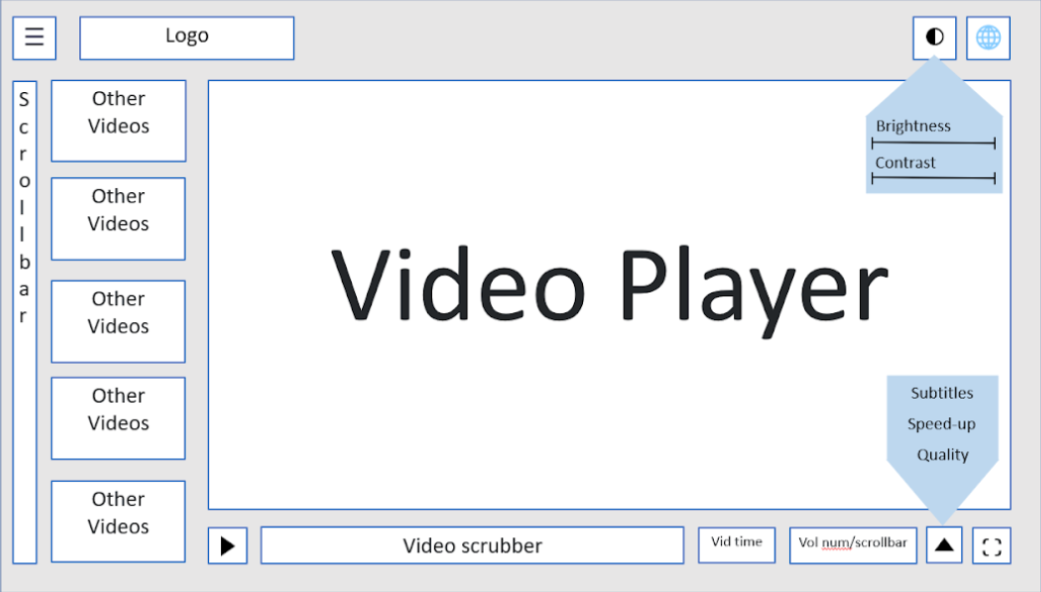 Logo
Scrollbar
Other
Videos
Other
Videos
Other
Videos
Other
Videos
Other
Videos
Brightness
Contrast
Video Player
Subtitles
Speed-up
Quality
Video scrubber
Vid time
Vol num/scrollbar